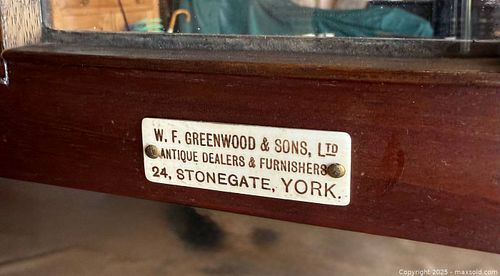 W. F. GREENWOOD & SONS, LTD
ANTIQUE DEALERS & FURNISHERS
24, STONEGATE, YORK.
Copyright 2025 - maxsold.com